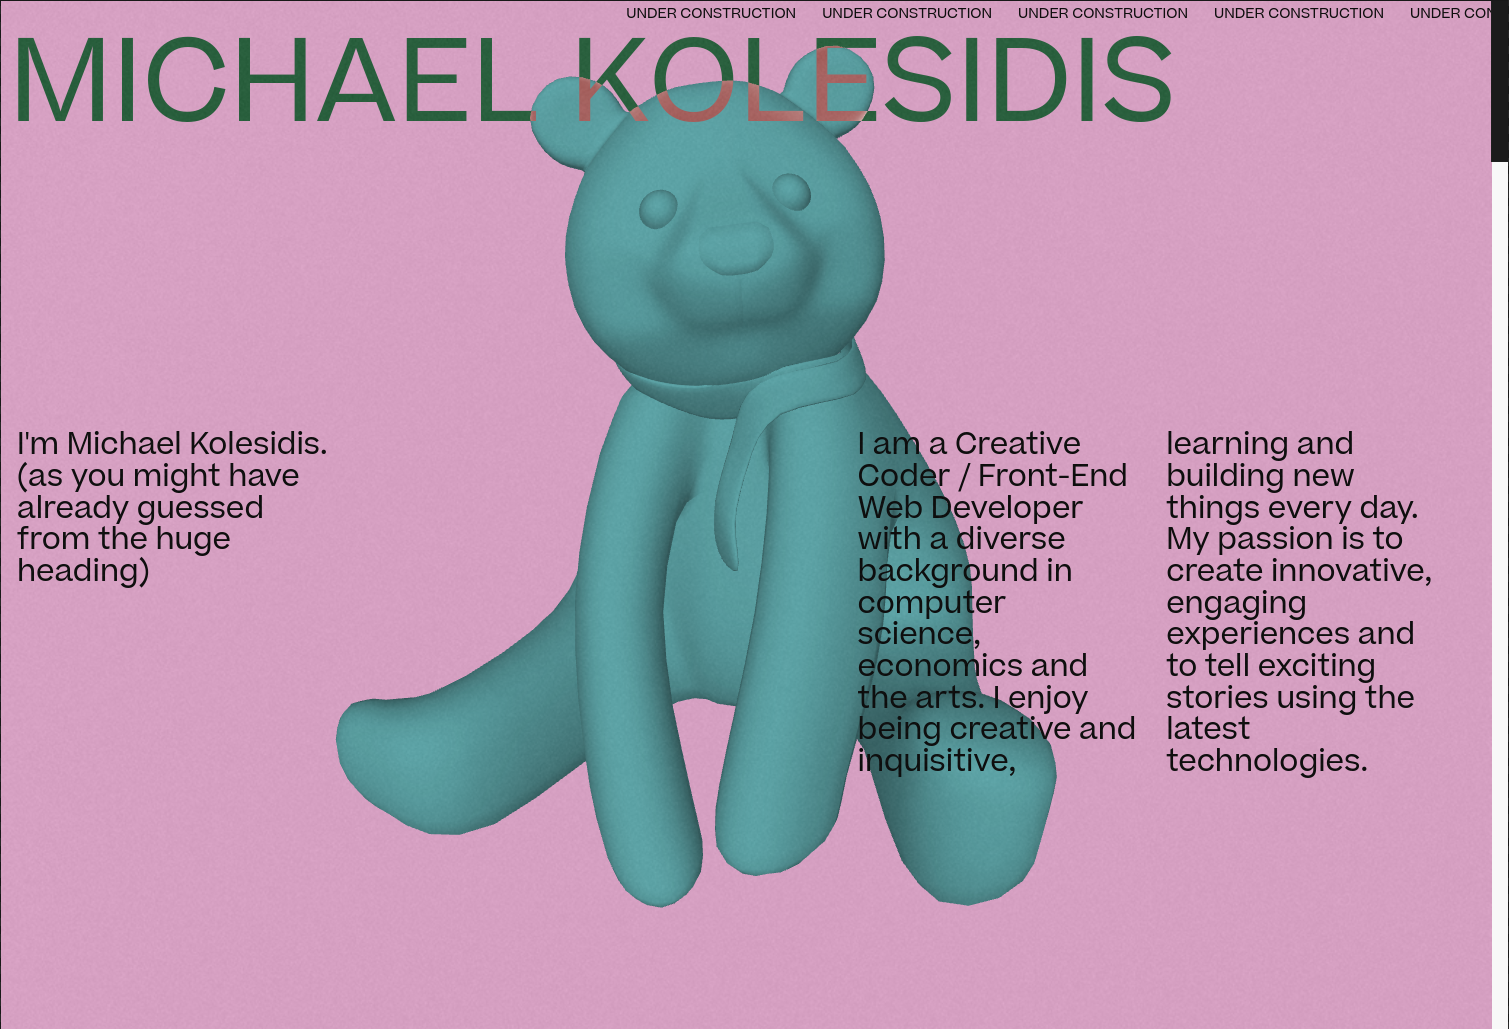 UNDER CONSTRUCTION UNDER CONSTRUCTION UNDER CONSTRUCTION UNDER CONSTRUCTION UNDER CON
MICHAEL KOLESIDIS
I'm Michael Kolesidis.
(as you might have
already guessed
from the huge
heading)
I am a Creative
Coder / Front-End
Web Developer
with a diverse
background in
computer
science,
economics and
the arts. I enjoy
being creative and
inquisitive,
learning and
building new
things every day.
My passion is to
create innovative,
engaging
experiences and
to tell exciting
stories using the
latest
technologies.